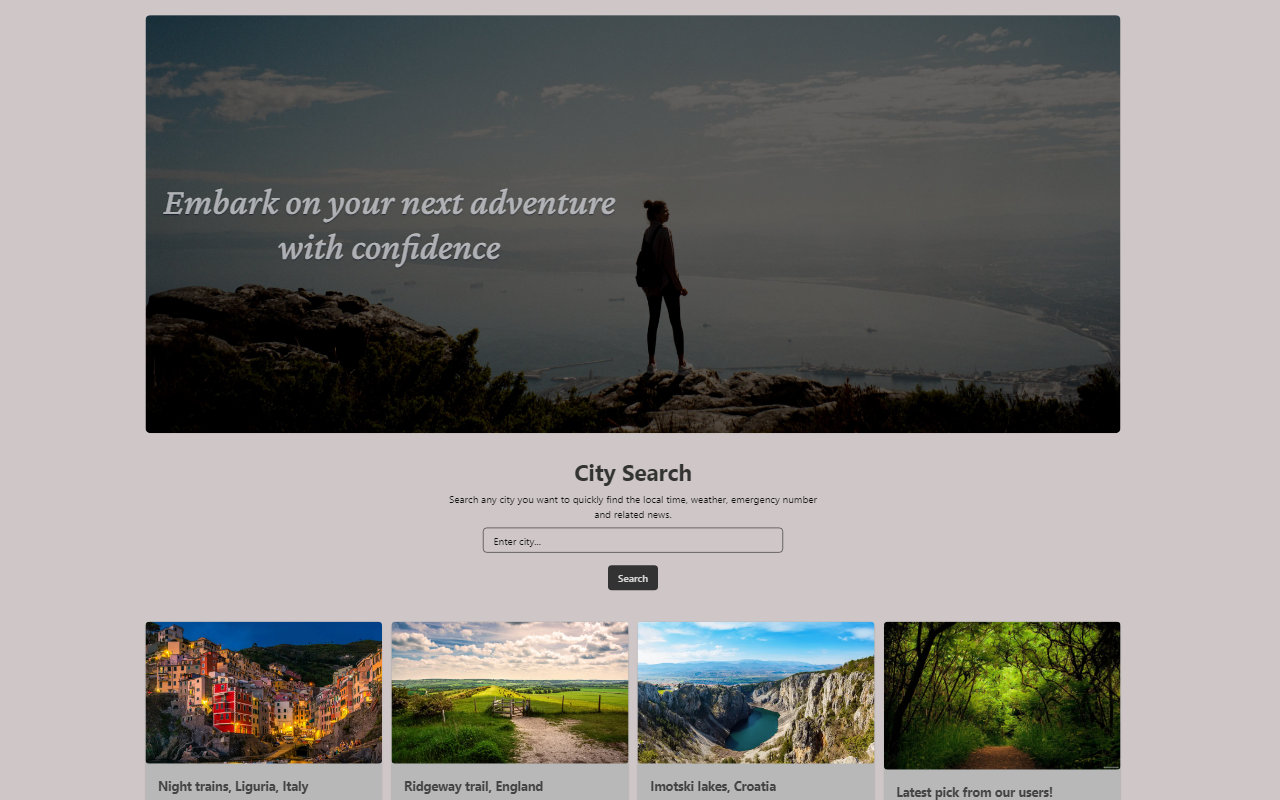 Embark on your next adventure
with confidence
City Search
Search any city you want to quickly find the local time, weather, emergency number
and related news.
Enter city...
Search
Night trains, Liguria, Italy
Ridgeway trail, England
Imotski lakes, Croatia
Latest pick from our users!